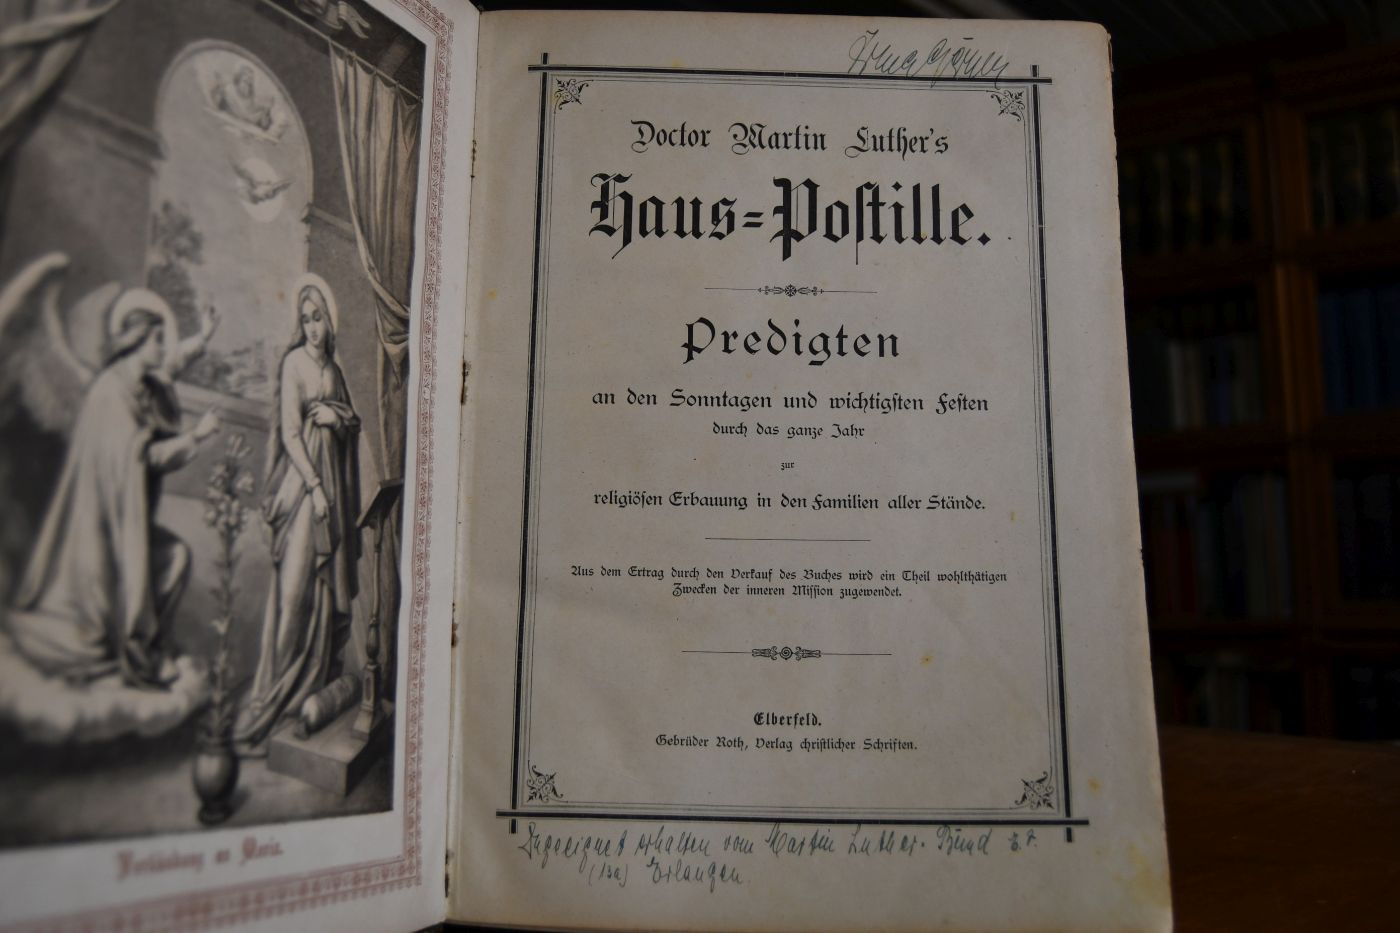 Verkündung an Maria.
Doctor Martin Luther's
Haus=Postille.
Predigten
an den Sonntagen und wichtigsten Festen
durch das ganze Jahr
zur
religiösen Erbauung in den Familien aller Stände.
Aus dem Ertrag durch den Verkauf des Buches wird ein Theil wohlthätigen
Zwecken der inneren Mission zugewendet.
Elberfeld.
Gebrüder Roth, Verlag christlicher Schriften.
zugeeignet erhalten vom Martin Luther-Bund
Erlangen